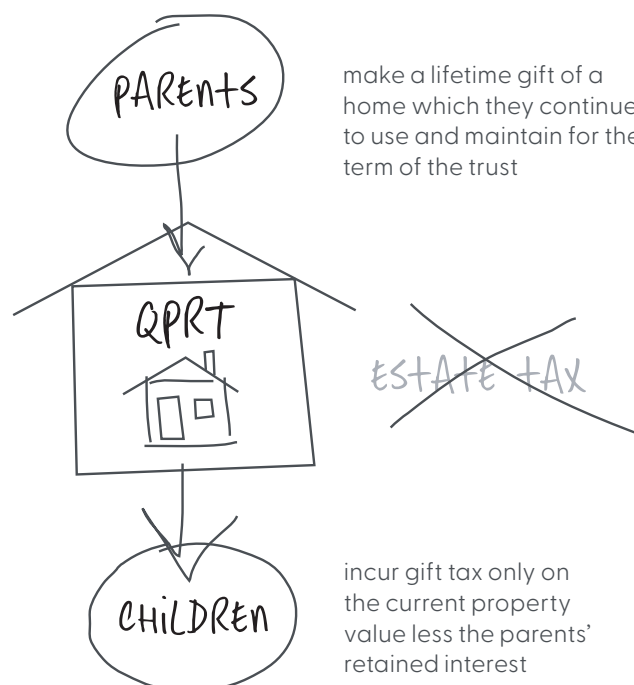 PARENTS
make a lifetime gift of a
home which they continue
to use and maintain for the
term of the trust
QPRT
ESTATE TAX
CHiLDREN
incur gift tax only on
the current property
value less the parents'
retained interest